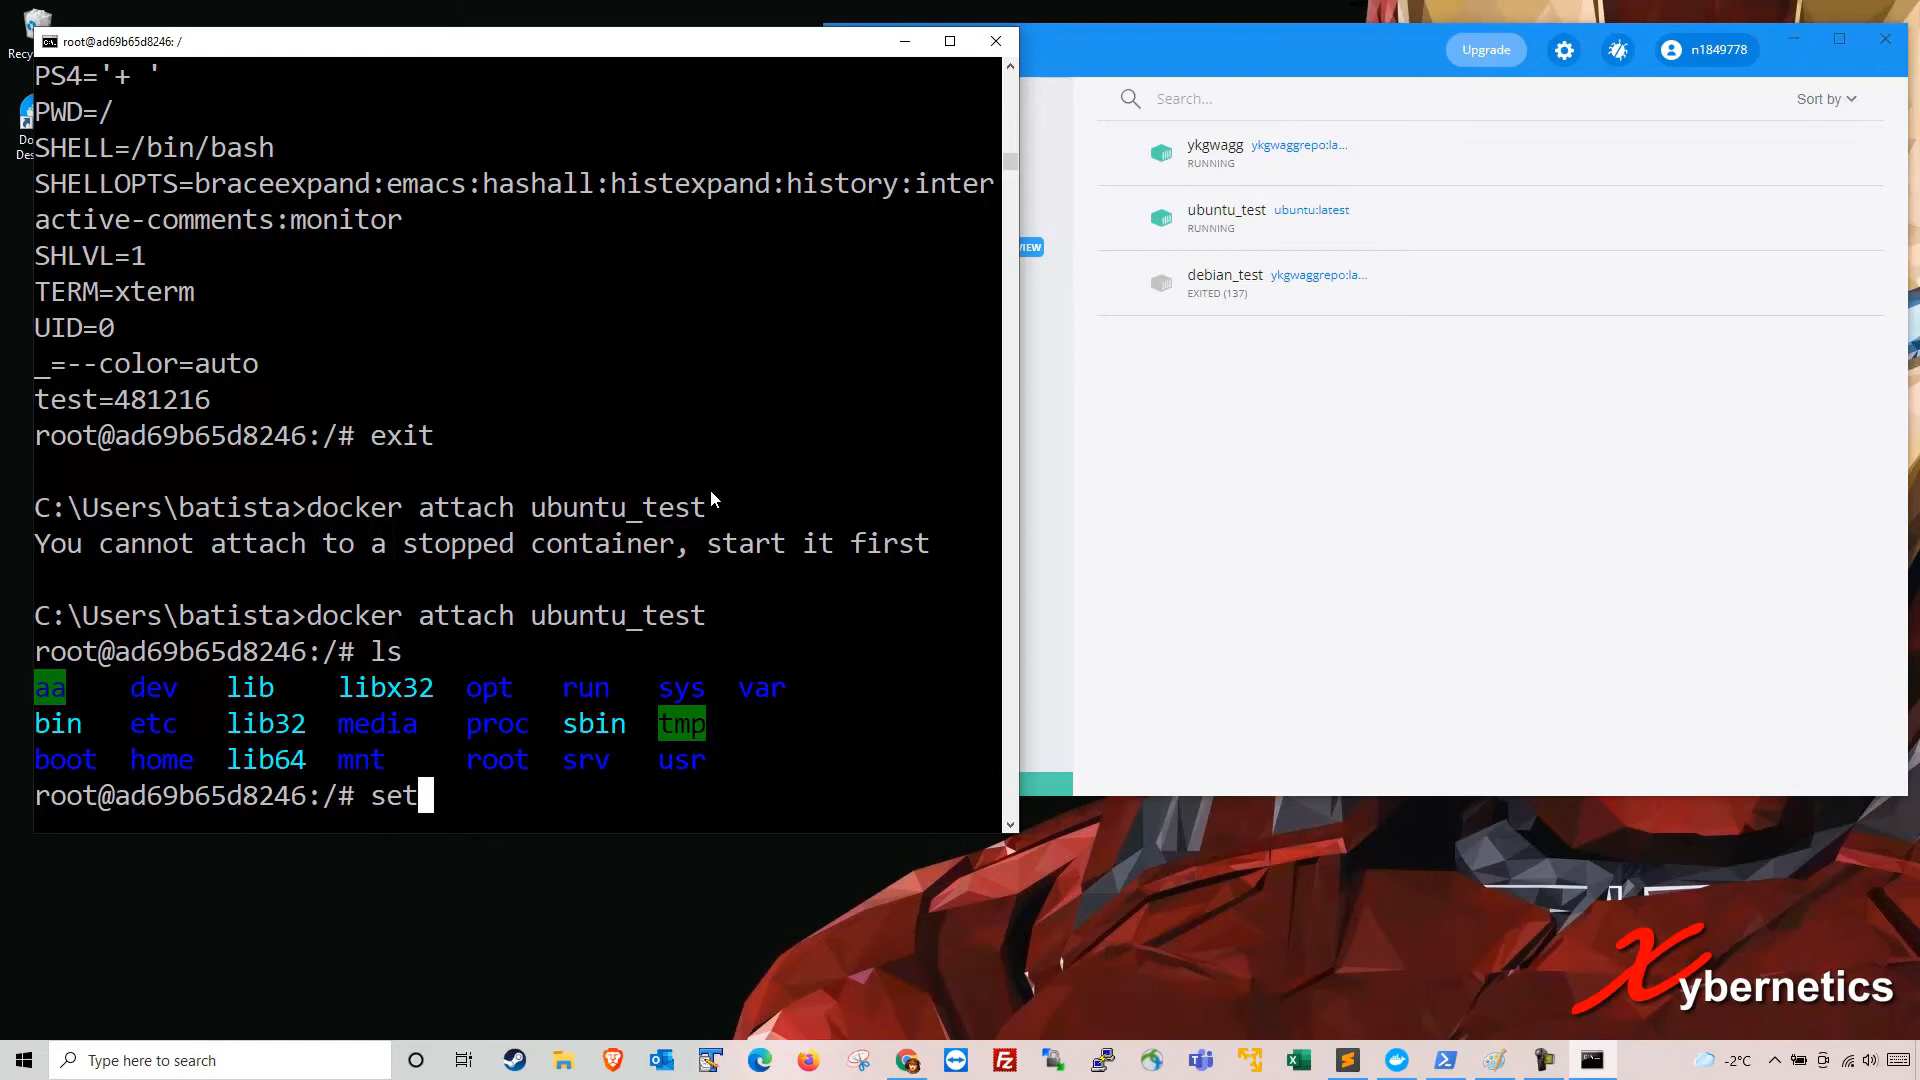 Recy
Do
Des
root@ad69b65d8246: /
PS4='+ '
PWD=/
SHELL=/bin/bash
SHELLOPTS=braceexpand:emacs:hashall:histexpand:history:inter
active-comments:monitor
SHLVL=1
TERM=xterm
UID=0
_=--color=auto
test=481216
root@ad69b65d8246:/# exit
C:\Users\batista>docker attach ubuntu_test
You cannot attach to a stopped container, start it first
C:\Users\batista>docker attach ubuntu_test
root@ad69b65d8246:/# ls
aa dev lib libx32 opt run sys var
bin etc lib32 media proc sbin tmp
boot home lib64 mnt root srv usr
root@ad69b65d8246:/# set
Upgrade
n1849778
Search...
Sort by
ykgwagg ykgwaggrepo:la...
RUNNING
ubuntu_test ubuntu:latest
RUNNING
debian_test ykgwaggrepo:la...
EXITED (137)
VIEW
Xybernetics
Type here to search
-2°C